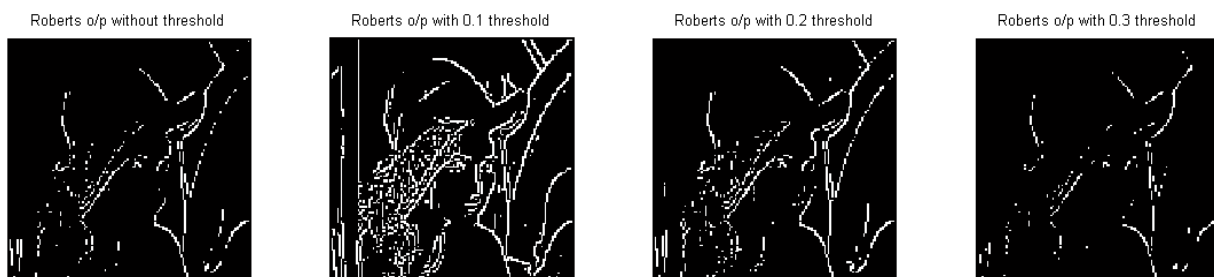 Roberts o/p without threshold
Roberts o/p with 0.1 threshold
Roberts o/p with 0.2 threshold
Roberts o/p with 0.3 threshold